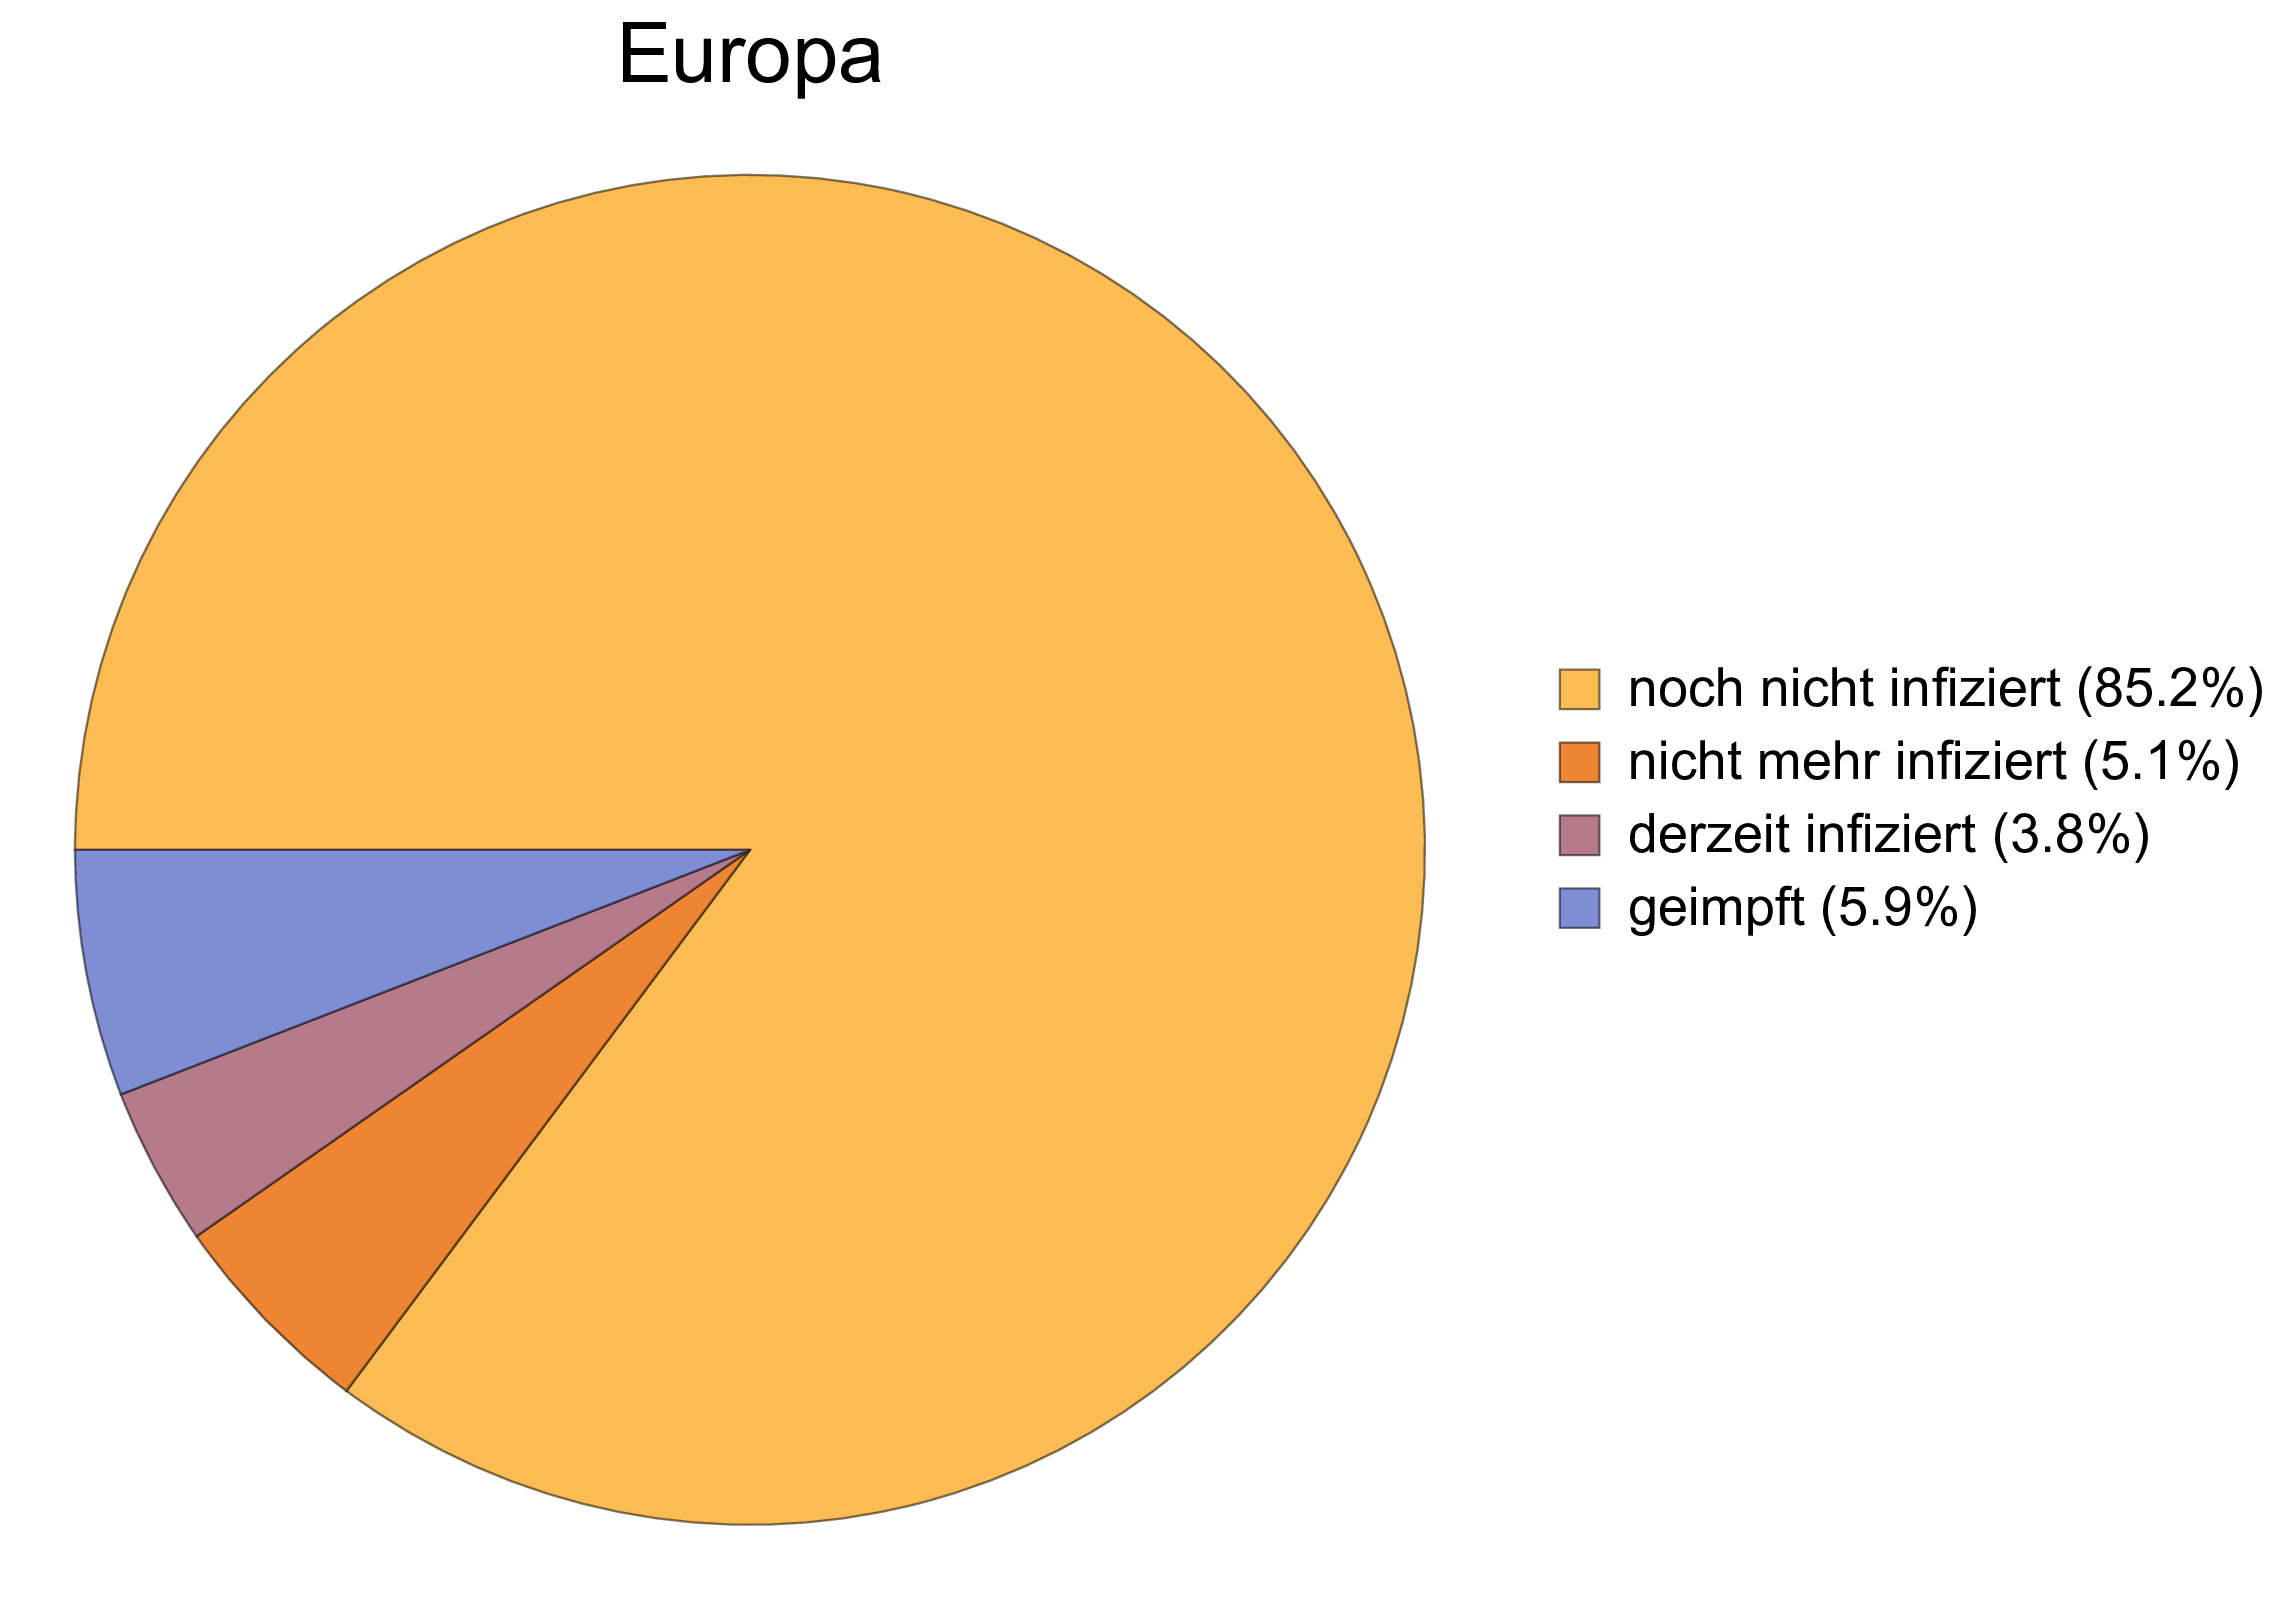 Europa
noch nicht infiziert (85.2%)
nicht mehr infiziert (5.1%)
derzeit infiziert (3.8%)
geimpft (5.9%)